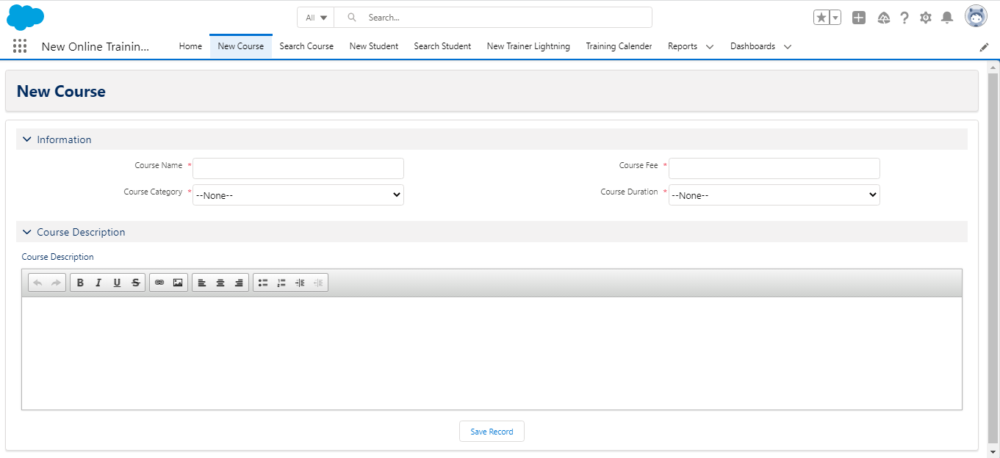 All Search...
New Online Trainin... Home New Course Search Course New Student Search Student New Trainer Lightning Training Calender Reports Dashboards
New Course
Information
Course Name * Course Fee *
Course Category * --None-- Course Duration * --None--
Course Description
Course Description
B I U S
Save Record